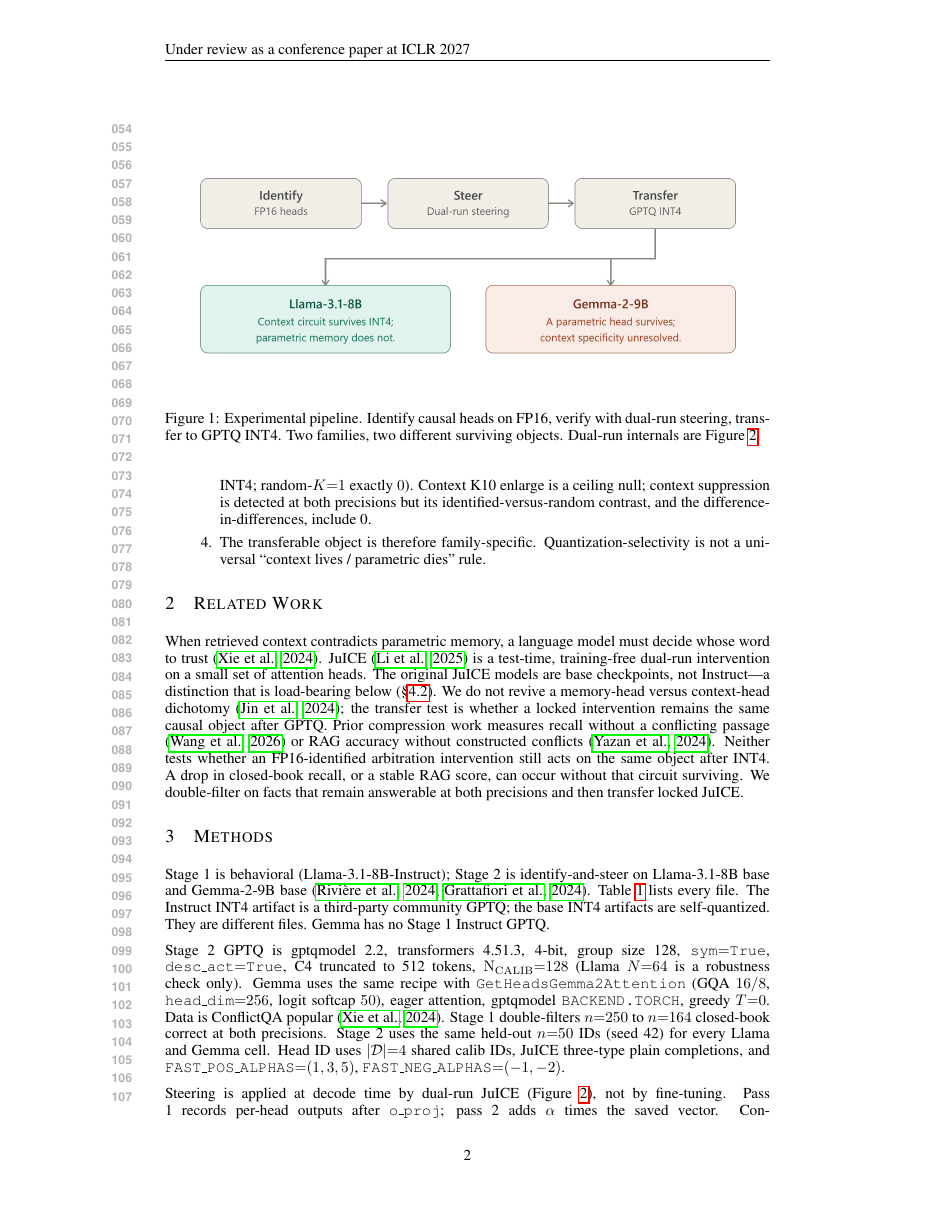 Under review as a conference paper at ICLR 2027
054
055
056
057
058
059
060
061
062
063
064
065
066
067
068
069
070
071
072
073
074
075
076
077
078
079
080
081
082
083
084
085
086
087
088
089
090
091
092
093
094
095
096
097
098
099
100
101
102
103
104
105
106
107
Identify
FP16 heads
Steer
Dual-run steering
Transfer
GPTQ INT4
Llama-3.1-8B
Context circuit survives INT4;
parametric memory does not.
Gemma-2-9B
A parametric head survives;
context specificity unresolved.
Figure 1: Experimental pipeline. Identify causal heads on FP16, verify with dual-run steering, trans-
fer to GPTQ INT4. Two families, two different surviving objects. Dual-run internals are Figure 2.
INT4; random-K=1 exactly 0). Context K10 enlarge is a ceiling null; context suppression
is detected at both precisions but its identified-versus-random contrast, and the difference-
in-differences, include 0.
4. The transferable object is therefore family-specific. Quantization-selectivity is not a uni-
versal “context lives / parametric dies” rule.
2 RELATED WORK
When retrieved context contradicts parametric memory, a language model must decide whose word
to trust (Xie et al., 2024). JuICE (Li et al., 2025) is a test-time, training-free dual-run intervention
on a small set of attention heads. The original JuICE models are base checkpoints, not Instruct—a
distinction that is load-bearing below (§4.2). We do not revive a memory-head versus context-head
dichotomy (Jin et al., 2024); the transfer test is whether a locked intervention remains the same
causal object after GPTQ. Prior compression work measures recall without a conflicting passage
(Wang et al., 2026) or RAG accuracy without constructed conflicts (Yazan et al., 2024). Neither
tests whether an FP16-identified arbitration intervention still acts on the same object after INT4.
A drop in closed-book recall, or a stable RAG score, can occur without that circuit surviving. We
double-filter on facts that remain answerable at both precisions and then transfer locked JuICE.
3 METHODS
Stage 1 is behavioral (Llama-3.1-8B-Instruct); Stage 2 is identify-and-steer on Llama-3.1-8B base
and Gemma-2-9B base (Rivière et al., 2024; Grattafiori et al., 2024). Table 1 lists every file. The
Instruct INT4 artifact is a third-party community GPTQ; the base INT4 artifacts are self-quantized.
They are different files. Gemma has no Stage 1 Instruct GPTQ.
Stage 2 GPTQ is gptqmodel 2.2, transformers 4.51.3, 4-bit, group size 128, sym=True,
desc_act=True, C4 truncated to 512 tokens, N_CALIB=128 (Llama N=64 is a robustness
check only). Gemma uses the same recipe with GetHeadsGemma2Attention (GQA 16/8,
head_dim=256, logit softcap 50), eager attention, gptqmodel BACKEND.TORCH, greedy T=0.
Data is ConflictQA popular (Xie et al., 2024). Stage 1 double-filters n=250 to n=164 closed-book
correct at both precisions. Stage 2 uses the same held-out n=50 IDs (seed 42) for every Llama
and Gemma cell. Head ID uses |D|=4 shared calib IDs, JuICE three-type plain completions, and
FAST_POS_ALPHAS=(1, 3, 5), FAST_NEG_ALPHAS=(−1, −2).
Steering is applied at decode time by dual-run JuICE (Figure 2), not by fine-tuning. Pass
1 records per-head outputs after o_proj; pass 2 adds α times the saved vector. Con-
2